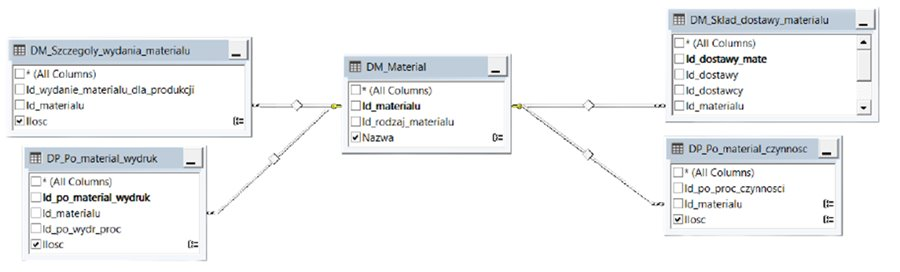 DM_Szczegoly_wydania_materialu
* (All Columns)
Id_wydanie_materialu_dla_produkcji
Id_materialu
Ilosc
DP_Po_material_wydruk
* (All Columns)
Id_po_material_wydruk
Id_materialu
Id_po_wydr_proc
Ilosc
DM_Material
* (All Columns)
Id_materialu
Id_rodzaj_materialu
Nazwa
DM_Sklad_dostawy_materialu
* (All Columns)
Id_dostawy_mate
Id_dostawy
Id_dostawcy
Id_materialu
DP_Po_material_czynnosc
* (All Columns)
Id_po_proc_czynnosci
Id_materialu
Ilosc